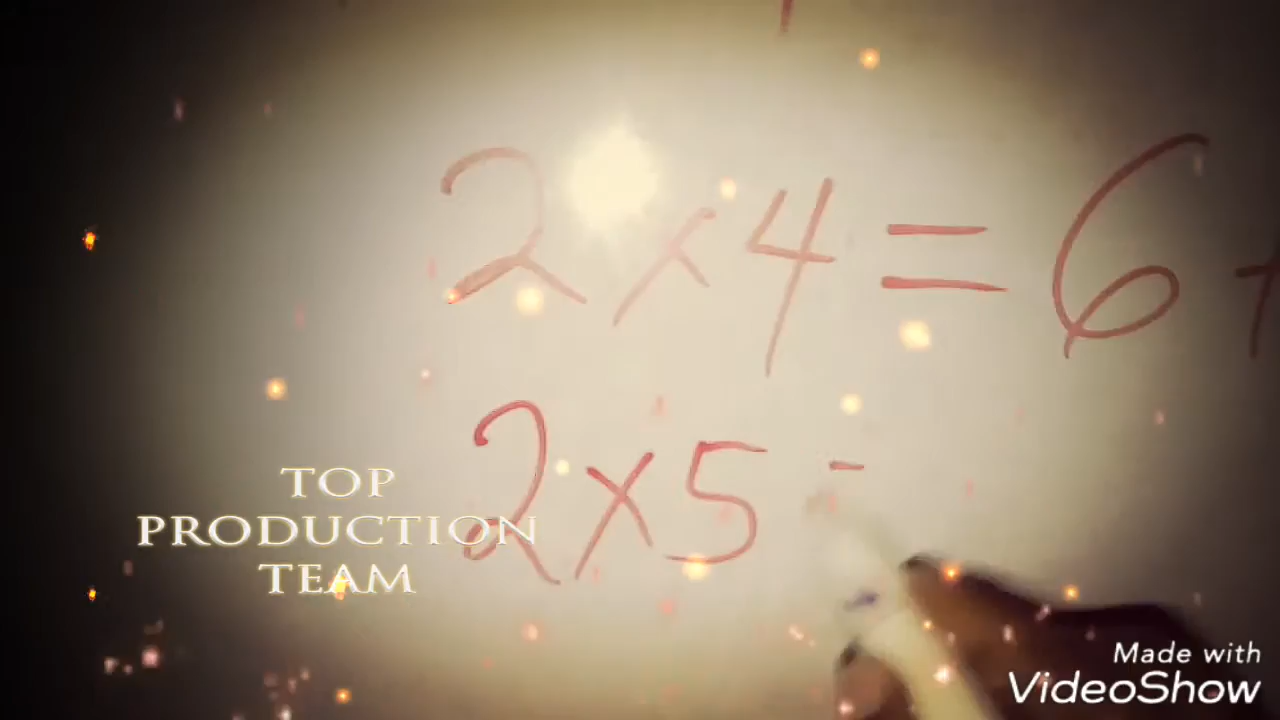 2x4=6+
2x5 =
TOP
PRODUCTION
TEAM
Made with
VideoShow